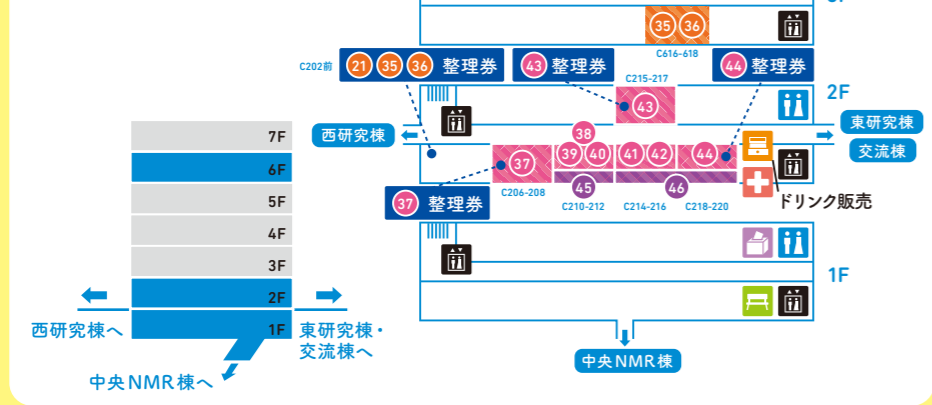 35 36
C616-618
C202前
21 35 36 整理券
43 整理券
44 整理券
C215-217
2F
43
西研究棟
東研究棟
交流棟
38
37
39 40 41 42 44
C206-208
45
46
C210-212
C214-216
C218-220
37 整理券
ドリンク販売
1F
中央NMR棟
7F
6F
5F
4F
3F
2F
1F
西研究棟へ
東研究棟・
交流棟へ
中央NMR棟へ